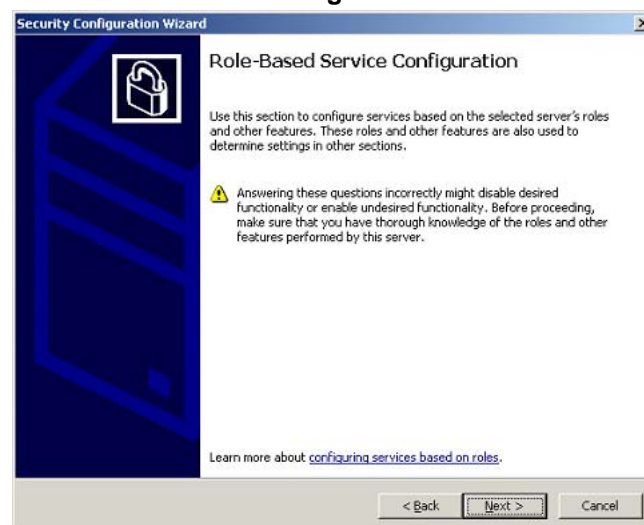 Security Configuration Wizard
Role-Based Service Configuration
Use this section to configure services based on the selected server's roles
and other features. These roles and other features are also used to
determine settings in other sections.
Answering these questions incorrectly might disable desired
functionality or enable undesired functionality. Before proceeding,
make sure that you have thorough knowledge of the roles and other
features performed by this server.
Learn more about configuring services based on roles.
< Back Next > Cancel